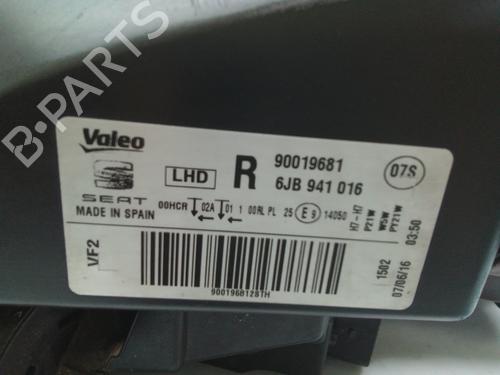 B-PARTS
Valeo
SEAT
MADE IN SPAIN
LHD
R
90019681
6JB 941 016
07S
00HCR 02A 01 1 00RL PL 25 E9 14050
H7-H7
P21W
W5W
PY21W
03:50
1502
07/06/16
VF2
9001968128TH